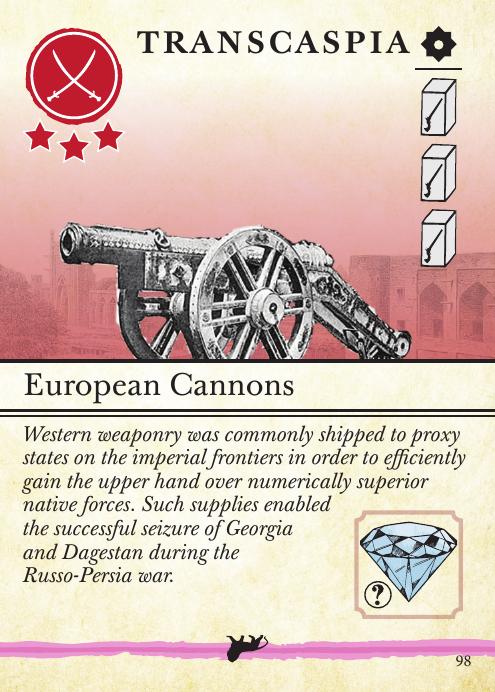 TRANSCASPIA
European Cannons
Western weaponry was commonly shipped to proxy
states on the imperial frontiers in order to efficiently
gain the upper hand over numerically superior
native forces. Such supplies enabled
the successful seizure of Georgia
and Dagestan during the
Russo-Persia war.
?
98